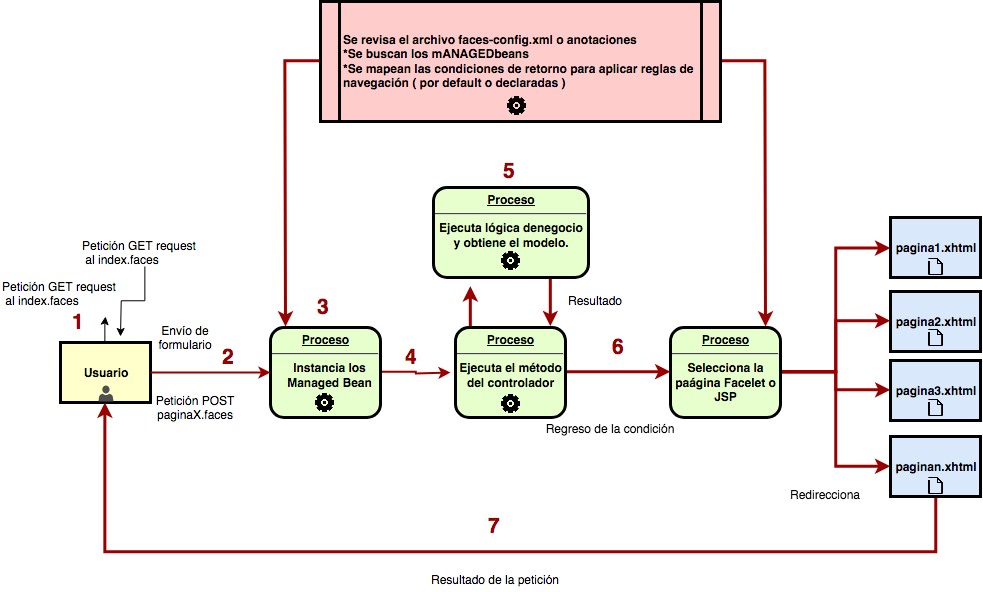 Se revisa el archivo faces-config.xml o anotaciones
*Se buscan los mANAGEDbeans
*Se mapean las condiciones de retorno para aplicar reglas de
navegación ( por default o declaradas )
5
Proceso
Ejecuta lógica denegocio
y obtiene el modelo.
Petición GET request
al index.faces
Petición GET request
al index.faces
1
Envío de
formulario
2
Usuario
Petición POST
paginaX.faces
3
Proceso
Instancia los
Managed Bean
4
Resultado
Proceso
Ejecuta el método
del controlador
6
Regreso de la condición
Proceso
Selecciona la
paágina Facelet o
JSP
pagina1.xhtml
pagina2.xhtml
pagina3.xhtml
paginan.xhtml
Redirecciona
7
Resultado de la petición